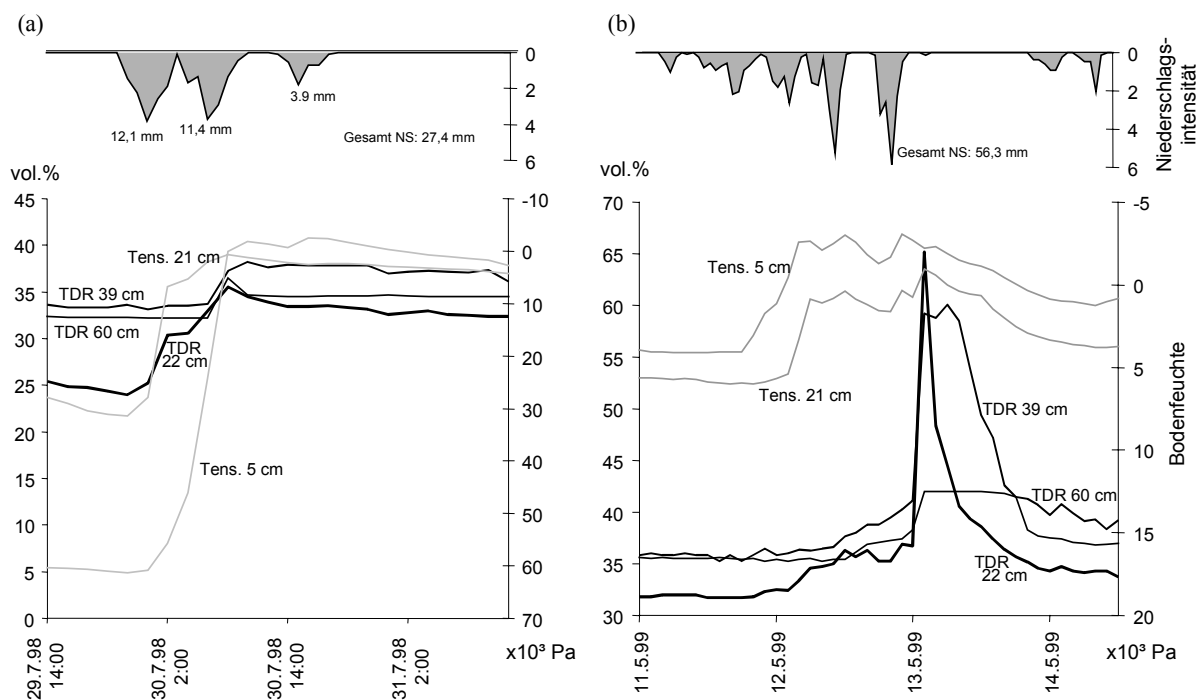 (a)
0
2
4
6
12,1 mm
11,4 mm
3.9 mm
Gesamt NS: 27,4 mm
vol.%
45
40
35
30
25
20
15
10
5
0
-10
0
10
20
30
40
50
60
70
Tens. 21 cm
TDR 39 cm
TDR 60 cm
TDR
22 cm
Tens. 5 cm
29.7.98
14:00
30.7.98
2:00
30.7.98
14:00
31.7.98
2:00
x10³ Pa
(b)
0
2
4
6
Niederschlags-
intensität
Gesamt NS: 56,3 mm
vol.%
70
65
60
55
50
45
40
35
30
-5
0
5
10
15
20
Bodenfeuchte
Tens. 5 cm
Tens. 21 cm
TDR 39 cm
TDR 60 cm
TDR
22 cm
11.5.99
12.5.99
13.5.99
14.5.99
x10³ Pa